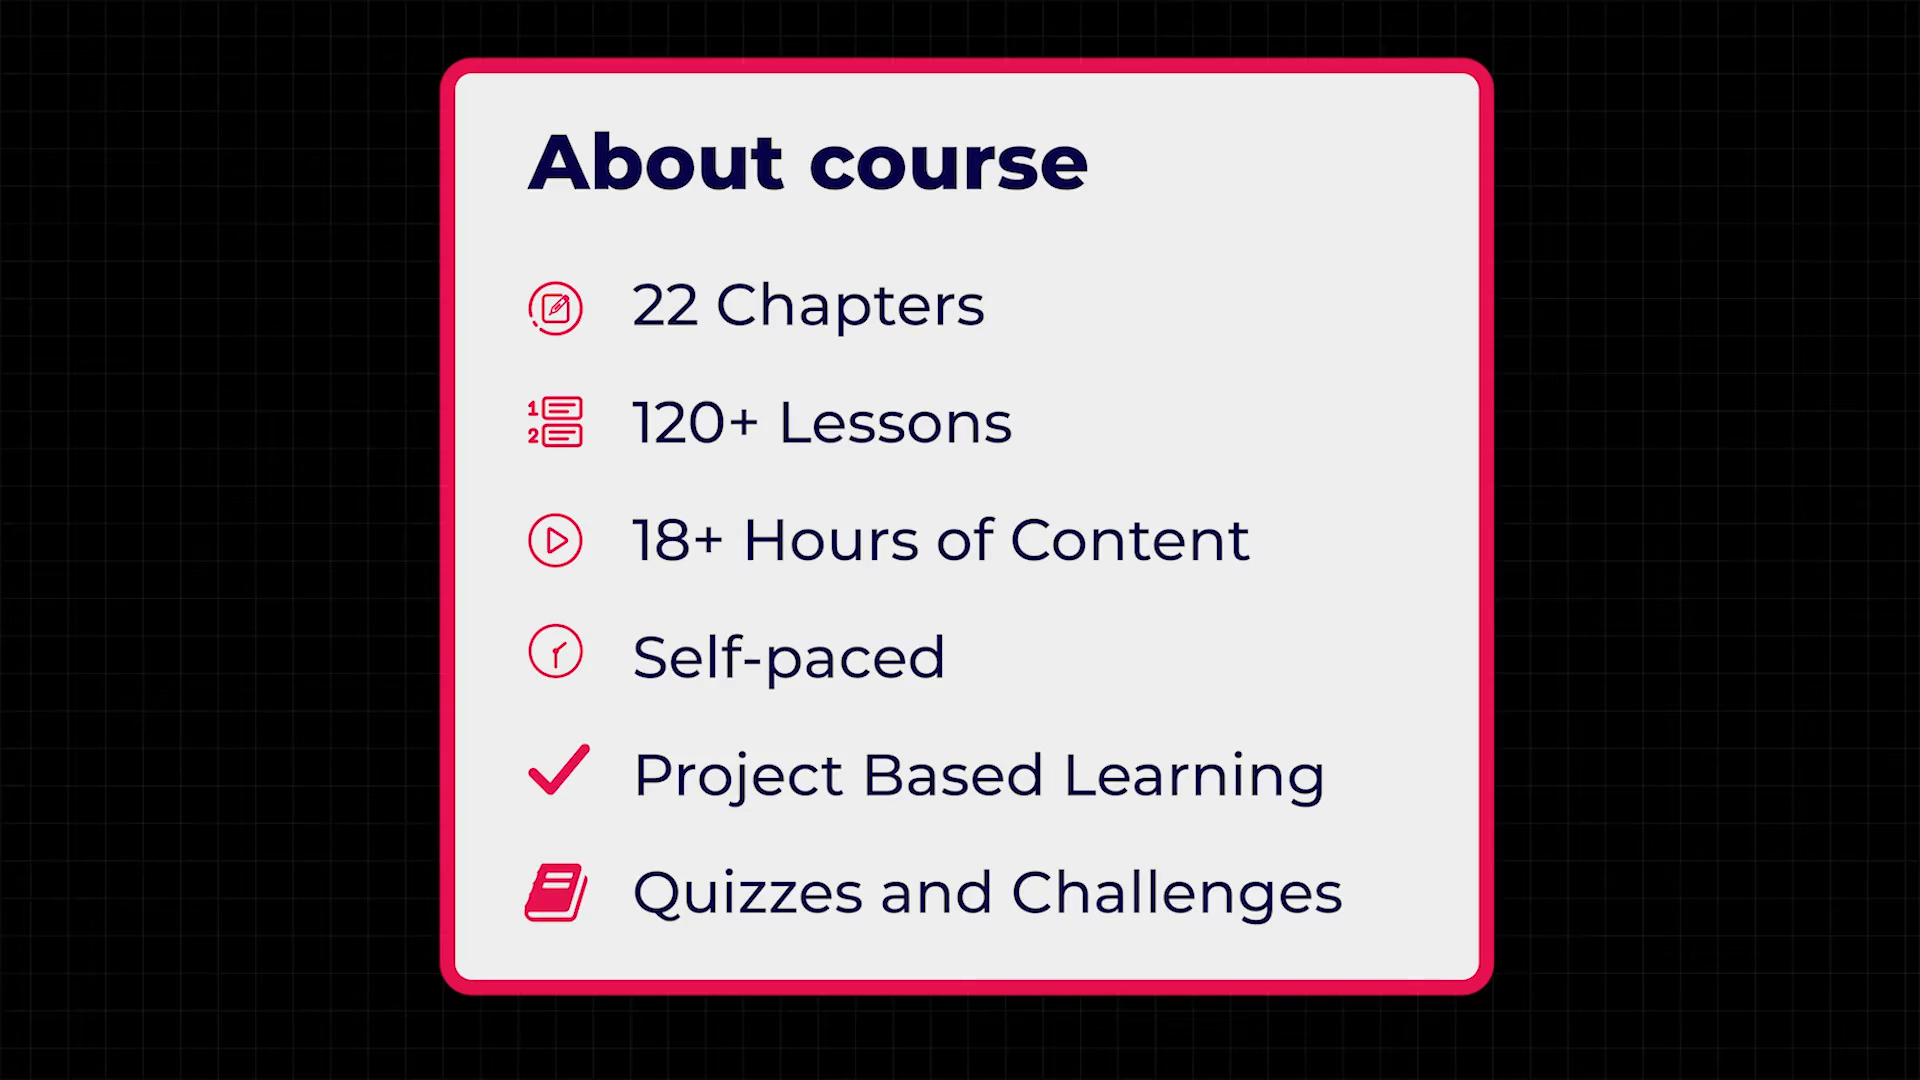 About course
22 Chapters
120+ Lessons
18+ Hours of Content
Self-paced
Project Based Learning
Quizzes and Challenges